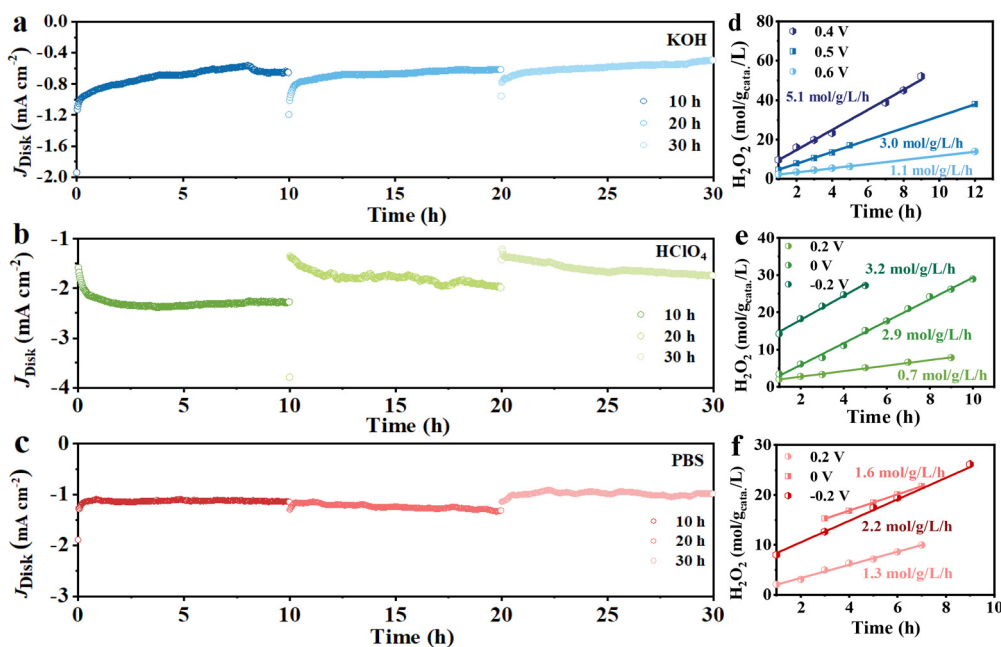 a
0.0
-0.4
-0.8
-1.2
-1.6
-2.0
J_Disk (mA cm⁻²)
KOH
10 h
20 h
30 h
0 5 10 15 20 25 30
Time (h)
d
80
60
40
20
0
H₂O₂ (mol/g_cata./L)
0.4 V
0.5 V
0.6 V
5.1 mol/g/L/h
3.0 mol/g/L/h
1.1 mol/g/L/h
2 4 6 8 10 12
Time (h)
b
-1
-2
-3
-4
J_Disk (mA cm⁻²)
HClO₄
10 h
20 h
30 h
0 5 10 15 20 25 30
Time (h)
e
40
30
20
10
0
H₂O₂ (mol/g_cata./L)
0.2 V
0 V
-0.2 V
3.2 mol/g/L/h
2.9 mol/g/L/h
0.7 mol/g/L/h
2 4 6 8 10
Time (h)
c
0
-1
-2
-3
J_Disk (mA cm⁻²)
PBS
10 h
20 h
30 h
0 5 10 15 20 25 30
Time (h)
f
30
20
10
0
H₂O₂ (mol/g_cata./L)
0.2 V
0 V
-0.2 V
1.6 mol/g/L/h
2.2 mol/g/L/h
1.3 mol/g/L/h
2 4 6 8 10
Time (h)